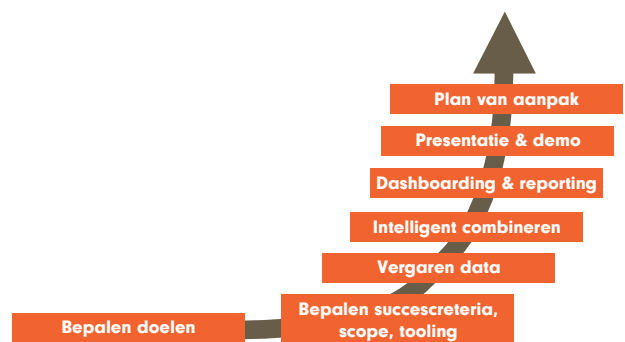 Plan van aanpak
Presentatie & demo
Dashboarding & reporting
Intelligent combineren
Vergaren data
Bepalen succescreteria,
scope, tooling
Bepalen doelen